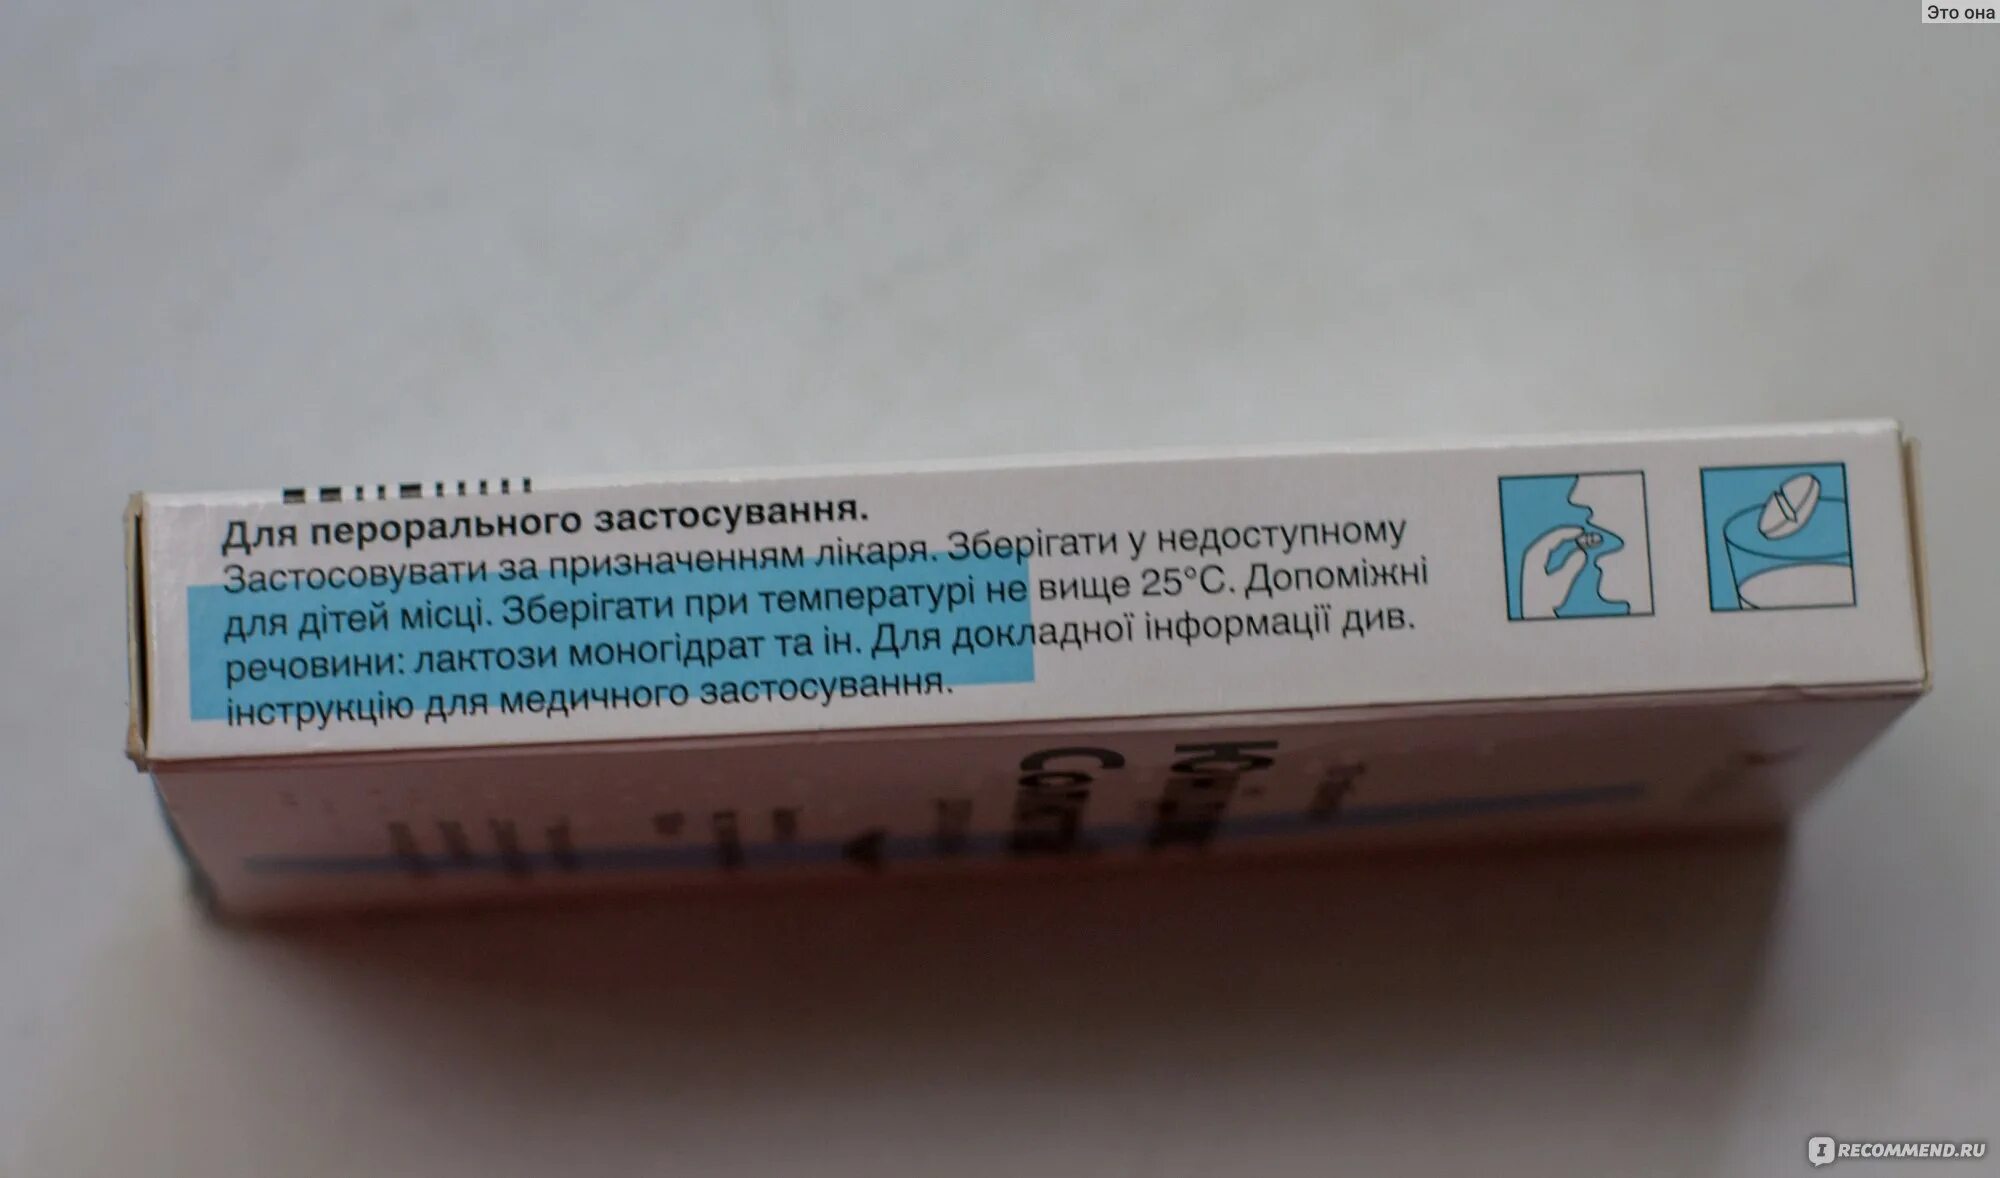 Это она
Для перорального застосування.
Застосовувати за призначенням лікаря. Зберігати у недоступному
для дітей місці. Зберігати при температурі не вище 25°С. Допоміжні
речовини: лактози моногідрат та ін. Для докладної інформації див.
інструкцію для медичного застосування.
IRECOMMEND.RU